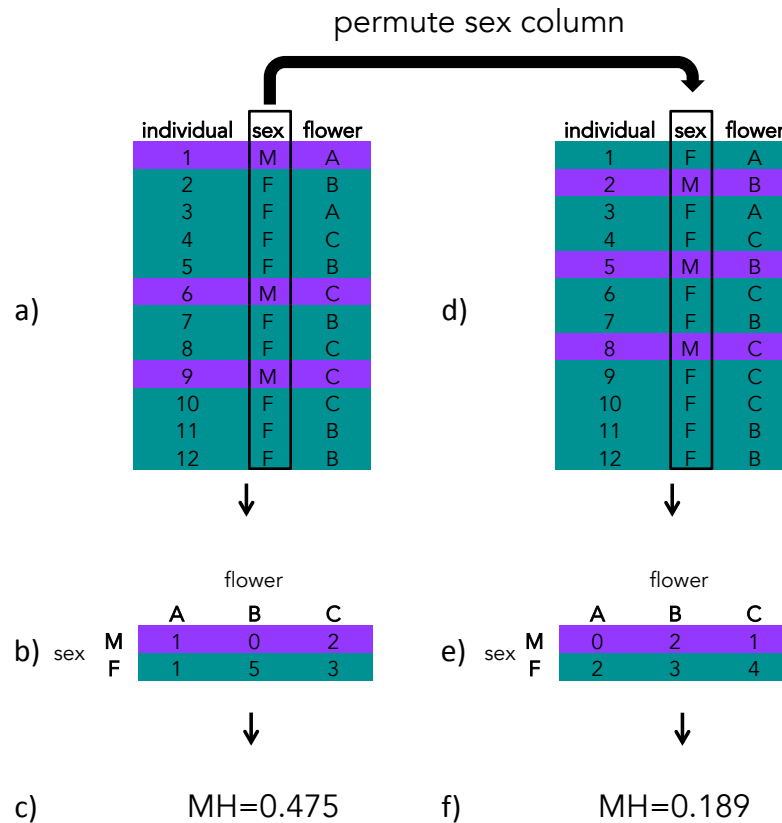 permute sex column
individual sex flower
1 M A
2 F B
3 F A
4 F C
5 F B
6 M C
7 F B
8 F C
9 M C
10 F C
11 F B
12 F B
a)
individual sex flower
1 F A
2 M B
3 F A
4 F C
5 M B
6 F C
7 F B
8 M C
9 F C
10 F C
11 F B
12 F B
d)
flower
A B C
M 1 0 2
F 1 5 3
b) sex
flower
A B C
M 0 2 1
F 2 3 4
e) sex
c) MH=0.475
f) MH=0.189